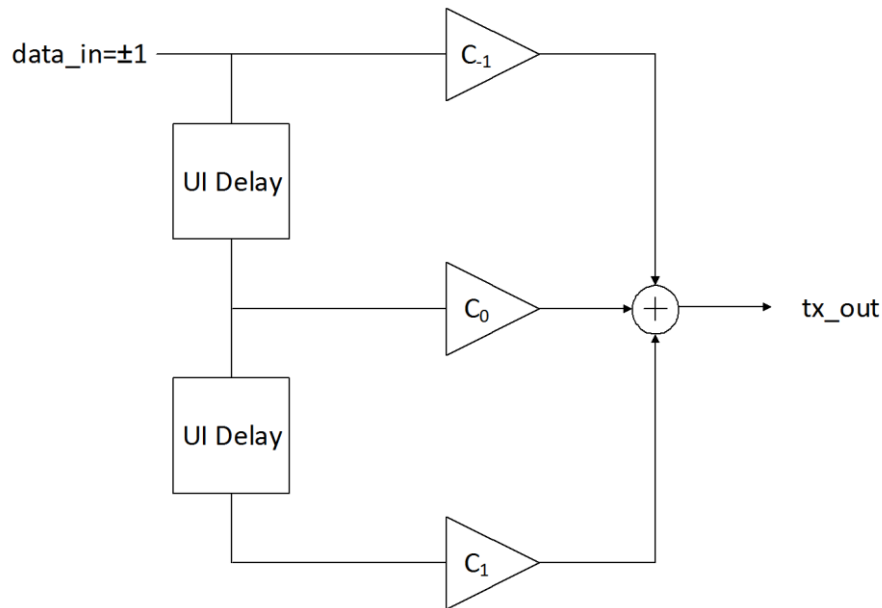 data_in=±1
C₋₁
UI Delay
C₀
+
tx_out
UI Delay
C₁